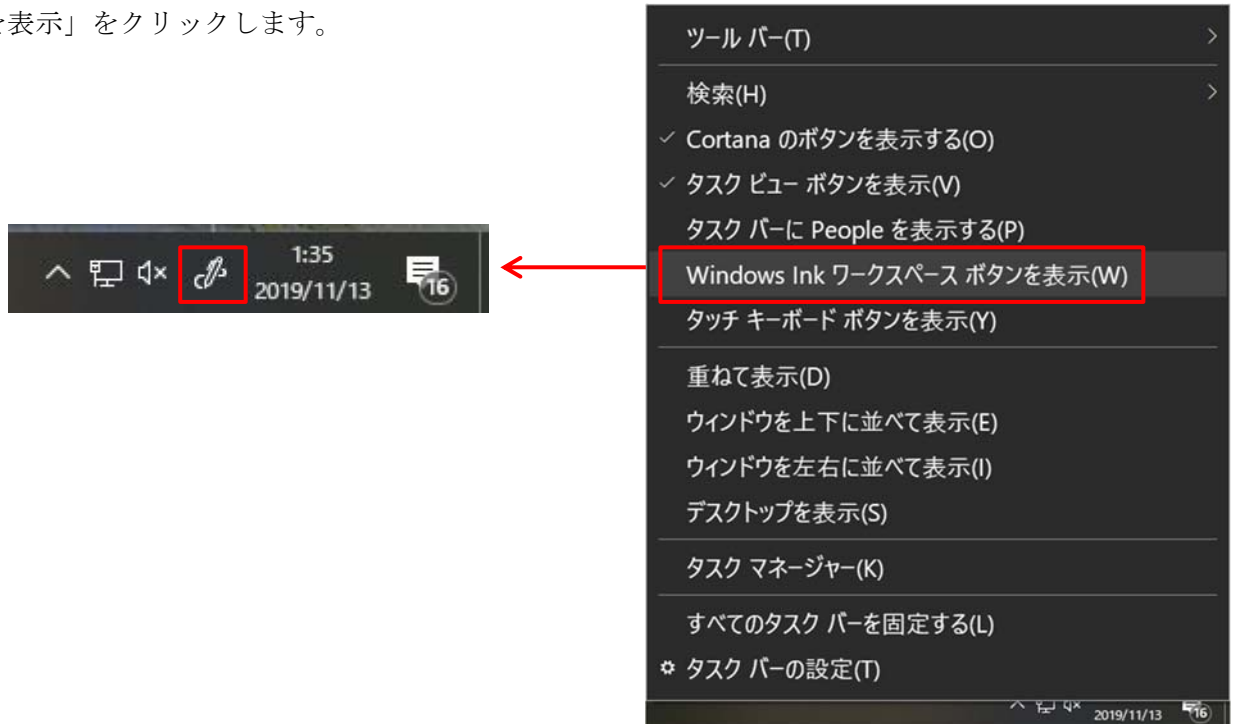 を表示」をクリックします。
ツール バー(T)
検索(H)
Cortana のボタンを表示する(O)
タスク ビュー ボタンを表示(V)
タスク バーに People を表示する(P)
Windows Ink ワークスペース ボタンを表示(W)
タッチ キーボード ボタンを表示(Y)
重ねて表示(D)
ウィンドウを上下に並べて表示(E)
ウィンドウを左右に並べて表示(I)
デスクトップを表示(S)
タスク マネージャー(K)
すべてのタスク バーを固定する(L)
タスク バーの設定(T)
2019/11/13
16
1:35
2019/11/13
16